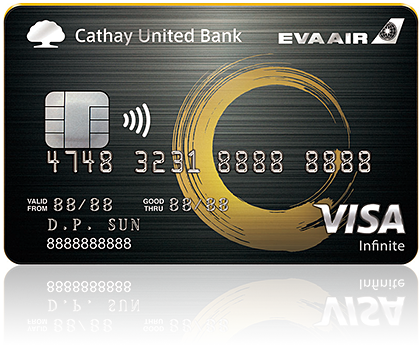 Cathay United Bank EVA AIR
4748 3231 8888 8888
VALID FROM 88/88 GOOD THRU 88/88
D.P. SUN
8888888888
VISA
Infinite